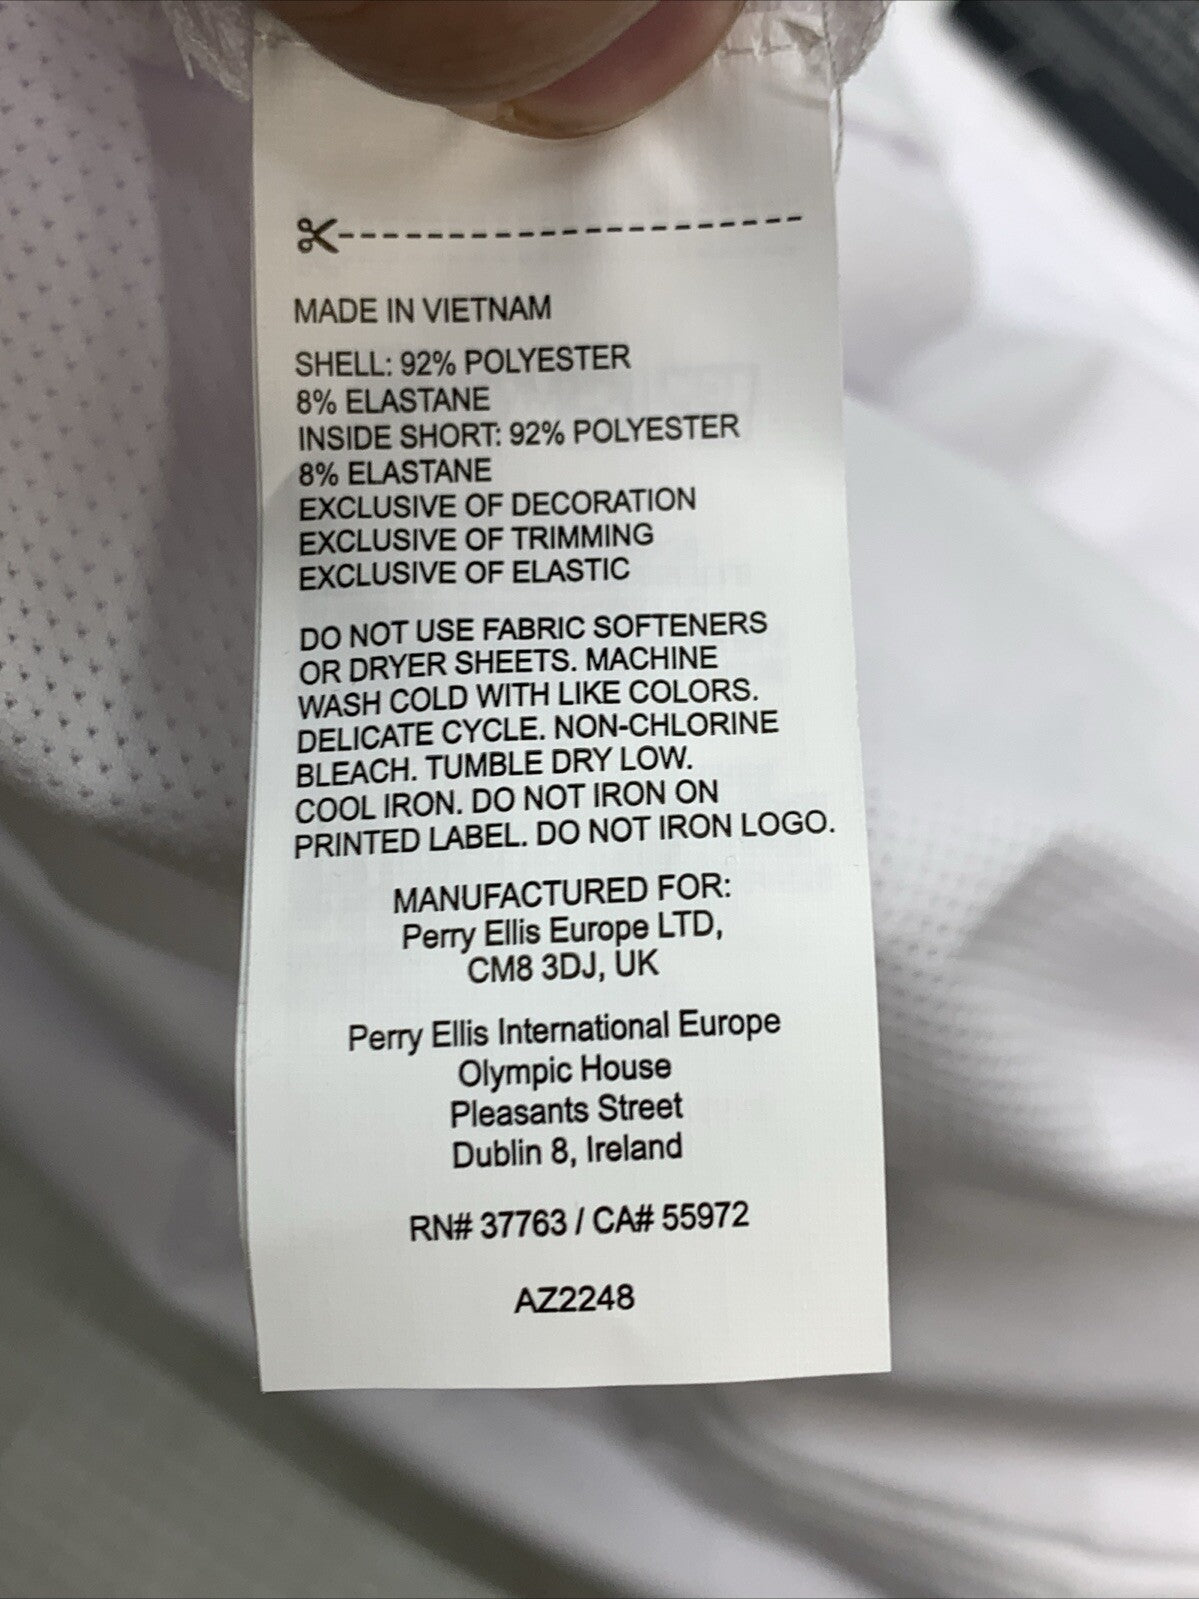 MADE IN VIETNAM
SHELL: 92% POLYESTER
8% ELASTANE
INSIDE SHORT: 92% POLYESTER
8% ELASTANE
EXCLUSIVE OF DECORATION
EXCLUSIVE OF TRIMMING
EXCLUSIVE OF ELASTIC
DO NOT USE FABRIC SOFTENERS
OR DRYER SHEETS. MACHINE
WASH COLD WITH LIKE COLORS.
DELICATE CYCLE. NON-CHLORINE
BLEACH. TUMBLE DRY LOW.
COOL IRON. DO NOT IRON ON
PRINTED LABEL. DO NOT IRON LOGO.
MANUFACTURED FOR:
Perry Ellis Europe LTD,
CM8 3DJ, UK
Perry Ellis International Europe
Olympic House
Pleasants Street
Dublin 8, Ireland
RN# 37763 / CA# 55972
AZ2248